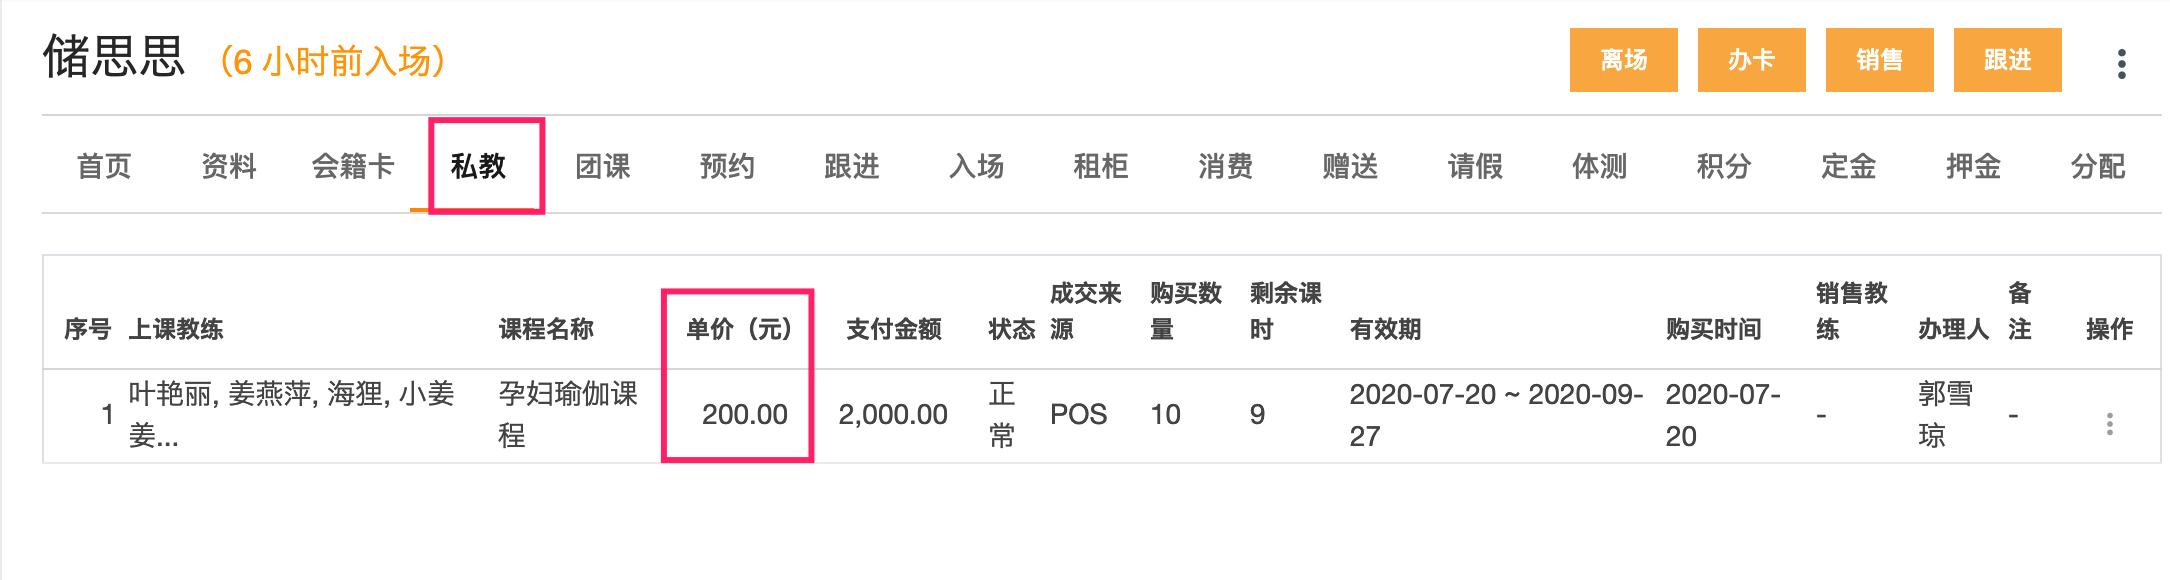 储思思 （6 小时前入场）
离场 办卡 销售 跟进
首页 资料 会籍卡 私教 团课 预约 跟进 入场 租柜 消费 赠送 请假 体测 积分 定金 押金 分配
序号 上课教练 课程名称 单价（元） 支付金额 状态 成交来源 购买数量 剩余课时 有效期 购买时间 销售教练 办理人 备注 操作
1 叶艳丽, 姜燕萍, 海狸, 小姜姜... 孕妇瑜伽课程 200.00 2,000.00 正常 POS 10 9 2020-07-20 ~ 2020-09-27 2020-07-20 - 郭雪琼 -